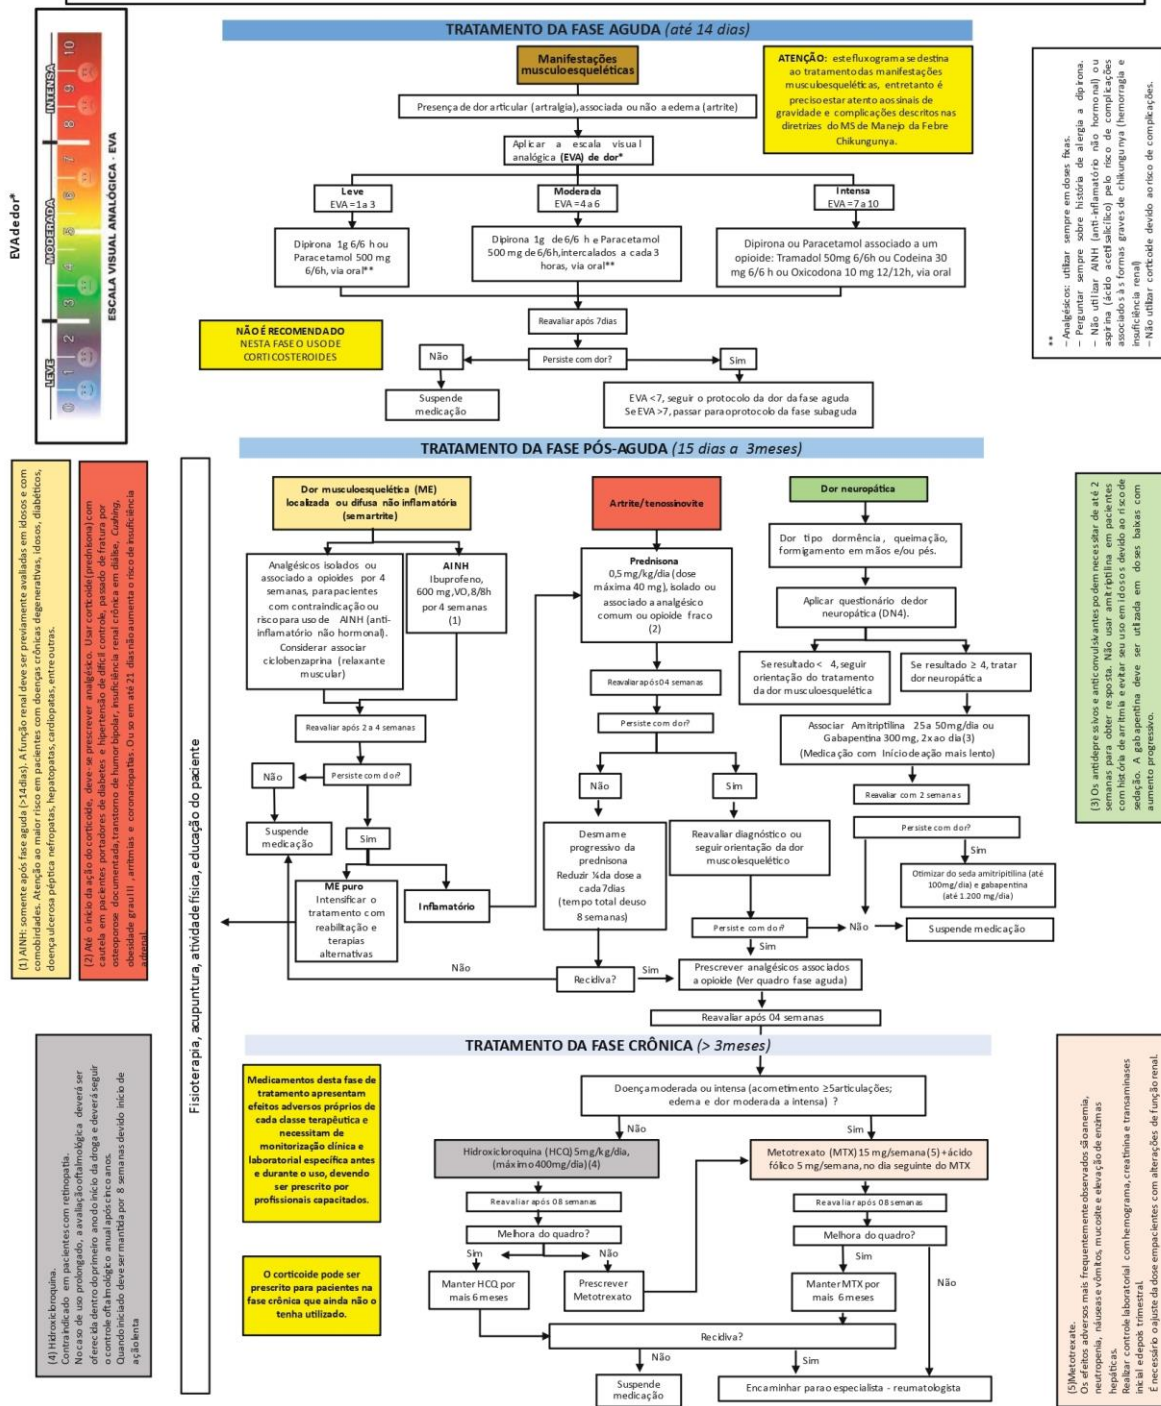 TRATAMENTO DA FASE AGUDA (até 14 dias)
EVA de dor*
LEVE
MODERADA
INTENSA
0 1 2 3 4 5 6 7 8 9 10
ESCALA VISUAL ANALÓGICA - EVA
Manifestações
musculoesqueléticas
ATENÇÃO: este fluxograma se destina
ao tratamento das manifestações
musculoesqueléticas, entretanto é
preciso estar atento aos sinais de
gravidade e complicações descritos nas
diretrizes do MS de Manejo da Febre
Chikungunya.
Presença de dor articular (artralgia), associada ou não a edema (artrite)
Aplicar a escala visual
analógica (EVA) de dor*
Leve
EVA =1 a 3
Moderada
EVA =4 a 6
Intensa
EVA =7 a 10
Dipirona 1g 6/6 h ou
Paracetamol 500 mg
6/6h, via oral**
Dipirona 1g de 6/6 h e Paracetamol
500 mg de 6/6h, intercalados a cada 3
horas, via oral**
Dipirona ou Paracetamol associado a um
opioide: Tramadol 50mg 6/6h ou Codeina 30
mg 6/6 h ou Oxicodona 10 mg 12/12h, via oral
Reavaliar após 7dias
NÃO É RECOMENDADO
NESTA FASE O USO DE
CORTICOSTEROIDES
Não
Persiste com dor?
Sim
Suspende
medicação
EVA <7, seguir o protocolo da dor da fase aguda
Se EVA >7, passar para o protocolo da fase subaguda
**
– Analgésicos: utilizar sempre em doses fixas.
– Perguntar sempre sobre história de alergia a dipirona.
– Não utilizar AINH (anti-inflamatório não hormonal) ou
aspirina (ácido acetilsalicílico) pelo risco de complicações
associados às formas graves de chikungunya (hemorragia e
insuficiência renal)
– Não utilizar corticoide devido ao risco de complicações.
TRATAMENTO DA FASE PÓS-AGUDA (15 dias a 3meses)
(1) AINH: somente após fase aguda (>14dias). A função renal deve ser previamente avaliadas em idosos e com
comobirdades. Atenção ao maior risco em pacientes com doenças crônicas degenerativas, idosos, diabéticos,
doença ulcerosa péptica nefropatas, hepatopatas, cardiopatas, entre outras.
(2) Até o início da ação do corticoide, deve-se prescrever analgésico. Usar corticoide (prednisona) com
cautela em pacientes portadores de diabetes e hipertensão de difícil controle, passado de fratura por
osteoporose documentada, transtorno de humor bipolar, insuficiência renal crônica em diálise, Cushing,
obesidade grau III, arritmias e coronariopatias. Ou so em até 21 dias não aumenta o risco de insuficiência
adrenal
Fisioterapia, acupuntura, atividade física, educação do paciente
Dor musculoesquelética (ME)
localizada ou difusa não inflamatória
(sem artrite)
Artrite/tenossinovite
Dor neuropática
Analgésicos isolados ou
associado a opioides por 4
semanas, para pacientes
com contraindicação ou
risco para uso de AINH (anti-
inflamatório não hormonal).
Considerar associar
ciclobenzaprina (relaxante
muscular)
AINH
Ibuprofeno,
600 mg, VO, 8/8h
por 4 semanas
(1)
Prednisona
0,5 mg/kg/dia (dose
máxima 40 mg), isolado ou
associado a analgésico
comum ou opioide fraco
(2)
Dor tipo dormência, queimação,
formigamento em mãos e/ou pés.
Aplicar questionário de dor
neuropática (DN4).
Se resultado < 4, seguir
orientação do tratamento
da dor musculoesquelética
Se resultado ≥ 4, tratar
dor neuropática
Reavaliar após 04 semanas
Reavaliar após 2 a 4 semanas
Persiste com dor?
Associar Amitriptilina 25 a 50mg/dia ou
Gabapentina 300mg, 2x ao dia(3)
(Medicação com Início de ação mais lento)
Não
Persiste com dor?
Não
Sim
Reavaliar com 2 semanas
Suspende
medicação
Sim
Desmame
progressivo da
prednisona
Reduzir ¼ da dose a
cada 7dias
(tempo total de uso
8 semanas)
Reavaliar diagnóstico ou
seguir orientação da dor
muscolesquelético
Persiste com dor?
Sim
Otimizar do se da amitripitilina (até
100mg/dia) e gabapentina
(até 1.200 mg/dia)
ME puro
Intensificar o
tratamento com
reabilitação e
terapias
alternativas
Inflamatório
Persiste com dor?
Não
Suspende medicação
Sim
Não
Recidiva?
Sim
Prescrever analgésicos associados
a opioide (Ver quadro fase aguda)
Reavaliar após 04 semanas
(3) Os antidepressivos e anticonvulsivantes podem necessitar de até 2
semanas para obter resposta. Não usar amitriptilina em pacientes
com história de arritmia e evitar seu uso em idosos devido ao risco de
sedação. A gabapentina deve ser utilizada em doses baixas com
aumento progressivo.
TRATAMENTO DA FASE CRÔNICA (> 3meses)
(4) Hidroxicloroquina.
Contraindicado em pacientes com retinopatia.
No caso de uso prolongado, a avaliação oftalmológica deverá ser
oferecida dentro do primeiro ano do início da droga e deverá seguir
o controle oftalmológico anual após cinco anos.
Quando iniciado deve ser mantida por 8 semanas devido início de
ação lenta
Medicamentos desta fase de
tratamento apresentam
efeitos adversos próprios de
cada classe terapêutica e
necessitam de
monitorização clínica e
laboratorial específica antes
e durante o uso, devendo
ser prescrito por
profissionais capacitados.
O corticoide pode ser
prescrito para pacientes na
fase crônica que ainda não o
tenha utilizado.
Doença moderada ou intensa (acometimento ≥5articulações;
edema e dor moderada a intensa) ?
Não
Sim
Hidroxicloroquina (HCQ) 5mg/kg/dia,
(máximo 400mg/dia)(4)
Metotrexato (MTX) 15 mg/semana (5) + ácido
fólico 5 mg/semana, no dia seguinte do MTX
Reavaliar após 08 semanas
Reavaliar após 08 semanas
Melhora do quadro?
Melhora do quadro?
Sim
Não
Sim
Não
Manter HCQ por
mais 6 meses
Prescrever
Metotrexato
Manter MTX por
mais 6 meses
Recidiva?
Não
Sim
Suspende
medicação
Encaminhar para o especialista - reumatologista
(5)Metotrexate.
Os efeitos adversos mais frequentemente observados são anemia,
neutropenia, náuseas e vômitos, mucosite e elevação de enzimas
hepáticas.
Realizar controle laboratorial com hemograma, creatinina e transaminases
inicial e depois trimestral.
É necessário o ajuste da dose em pacientes com alterações de função renal.